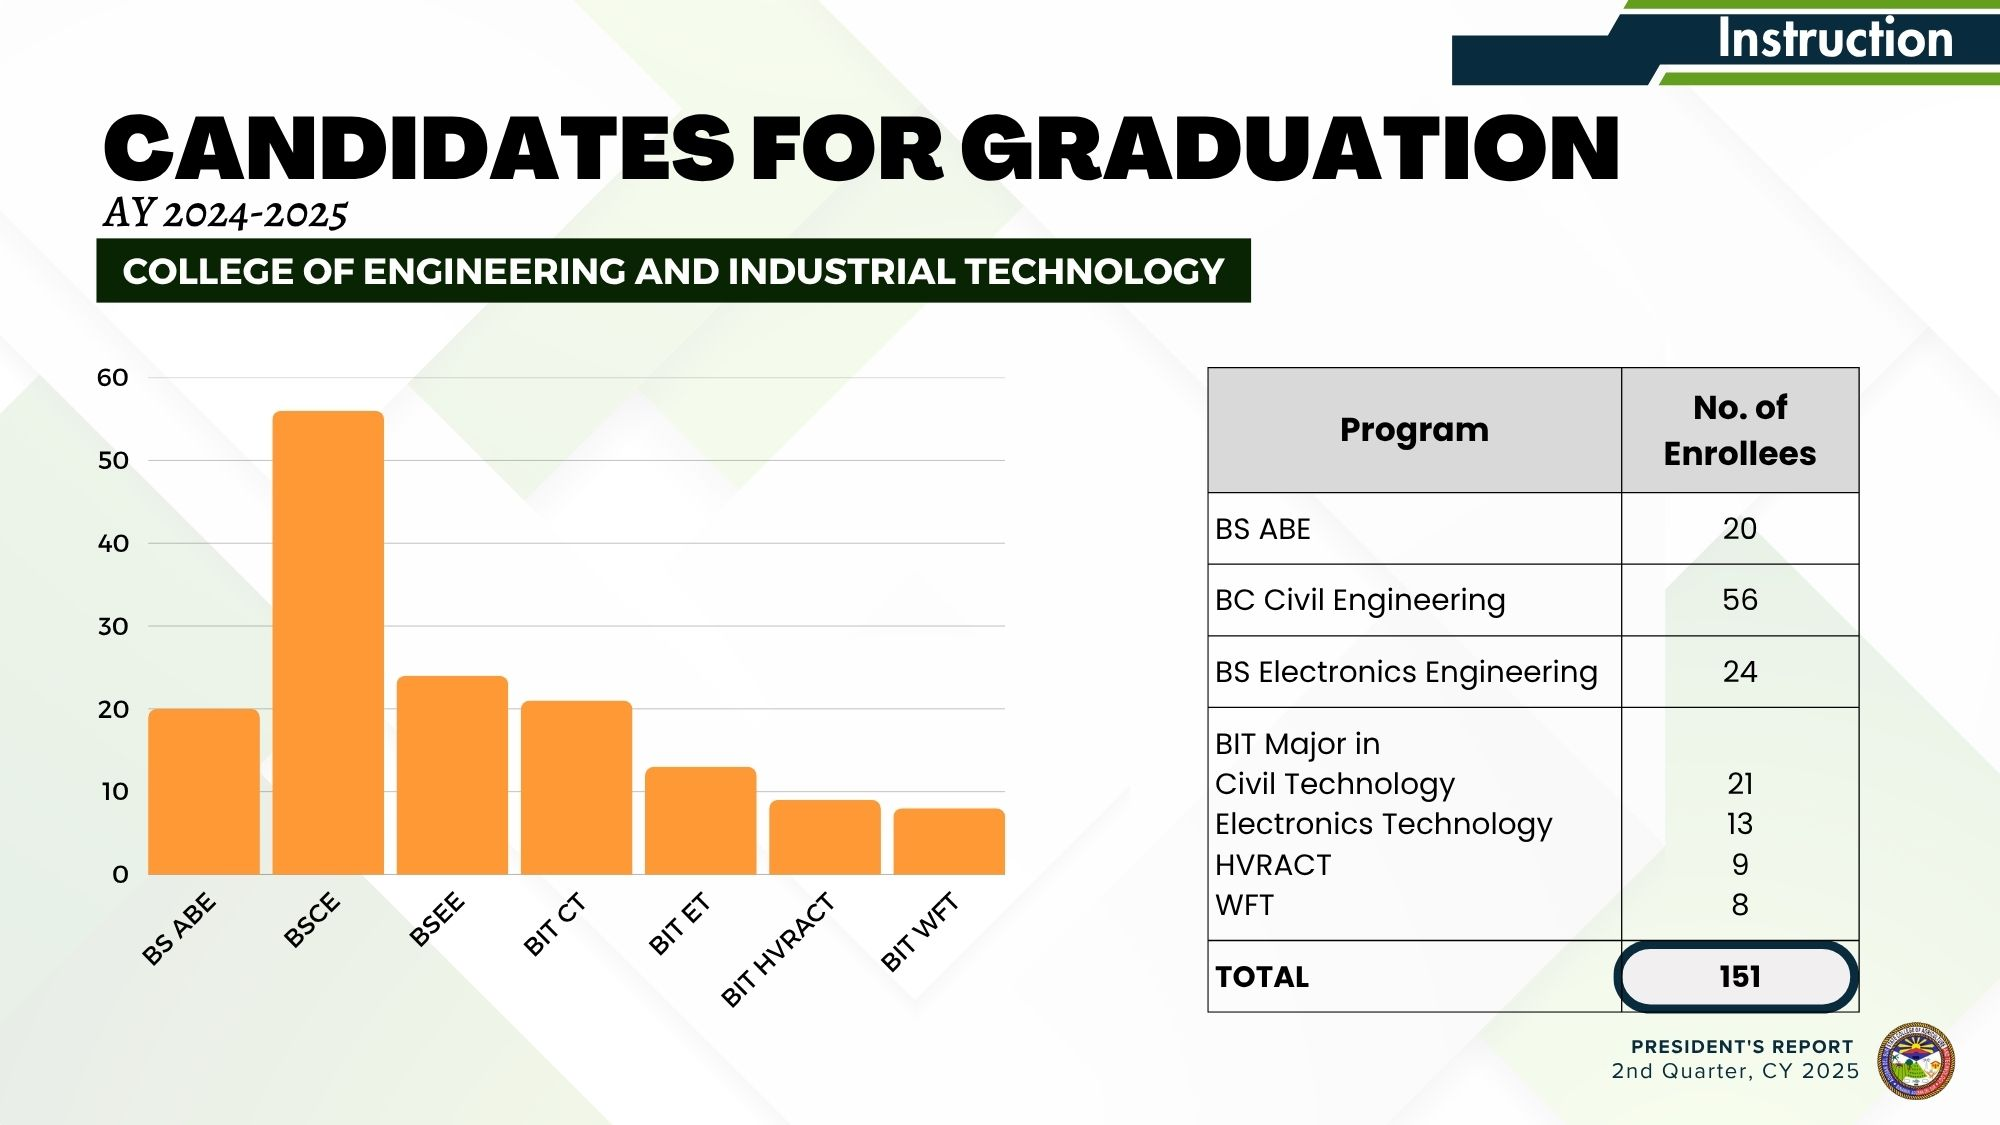 Instruction
CANDIDATES FOR GRADUATION
AY 2024-2025
COLLEGE OF ENGINEERING AND INDUSTRIAL TECHNOLOGY
60
50
40
30
20
10
0
BS ABE
BSCE
BSEE
BIT CT
BIT ET
BIT HVRACT
BIT WFT
Program
No. of
Enrollees
BS ABE 20
BC Civil Engineering 56
BS Electronics Engineering 24
BIT Major in
Civil Technology 21
Electronics Technology 13
HVRACT 9
WFT 8
TOTAL 151
PRESIDENT'S REPORT
2nd Quarter, CY 2025